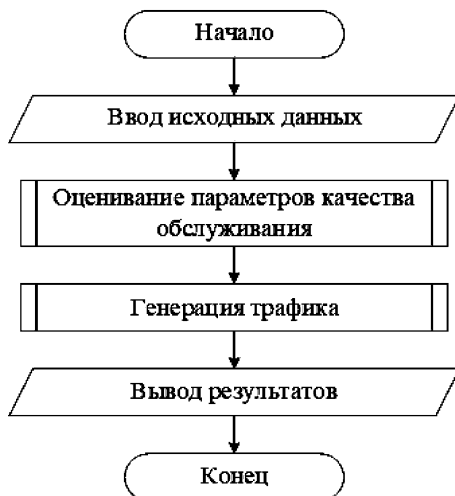 Начало
Ввод исходных данных
Оценивание параметров качества
обслуживания
Генерация трафика
Вывод результатов
Конец